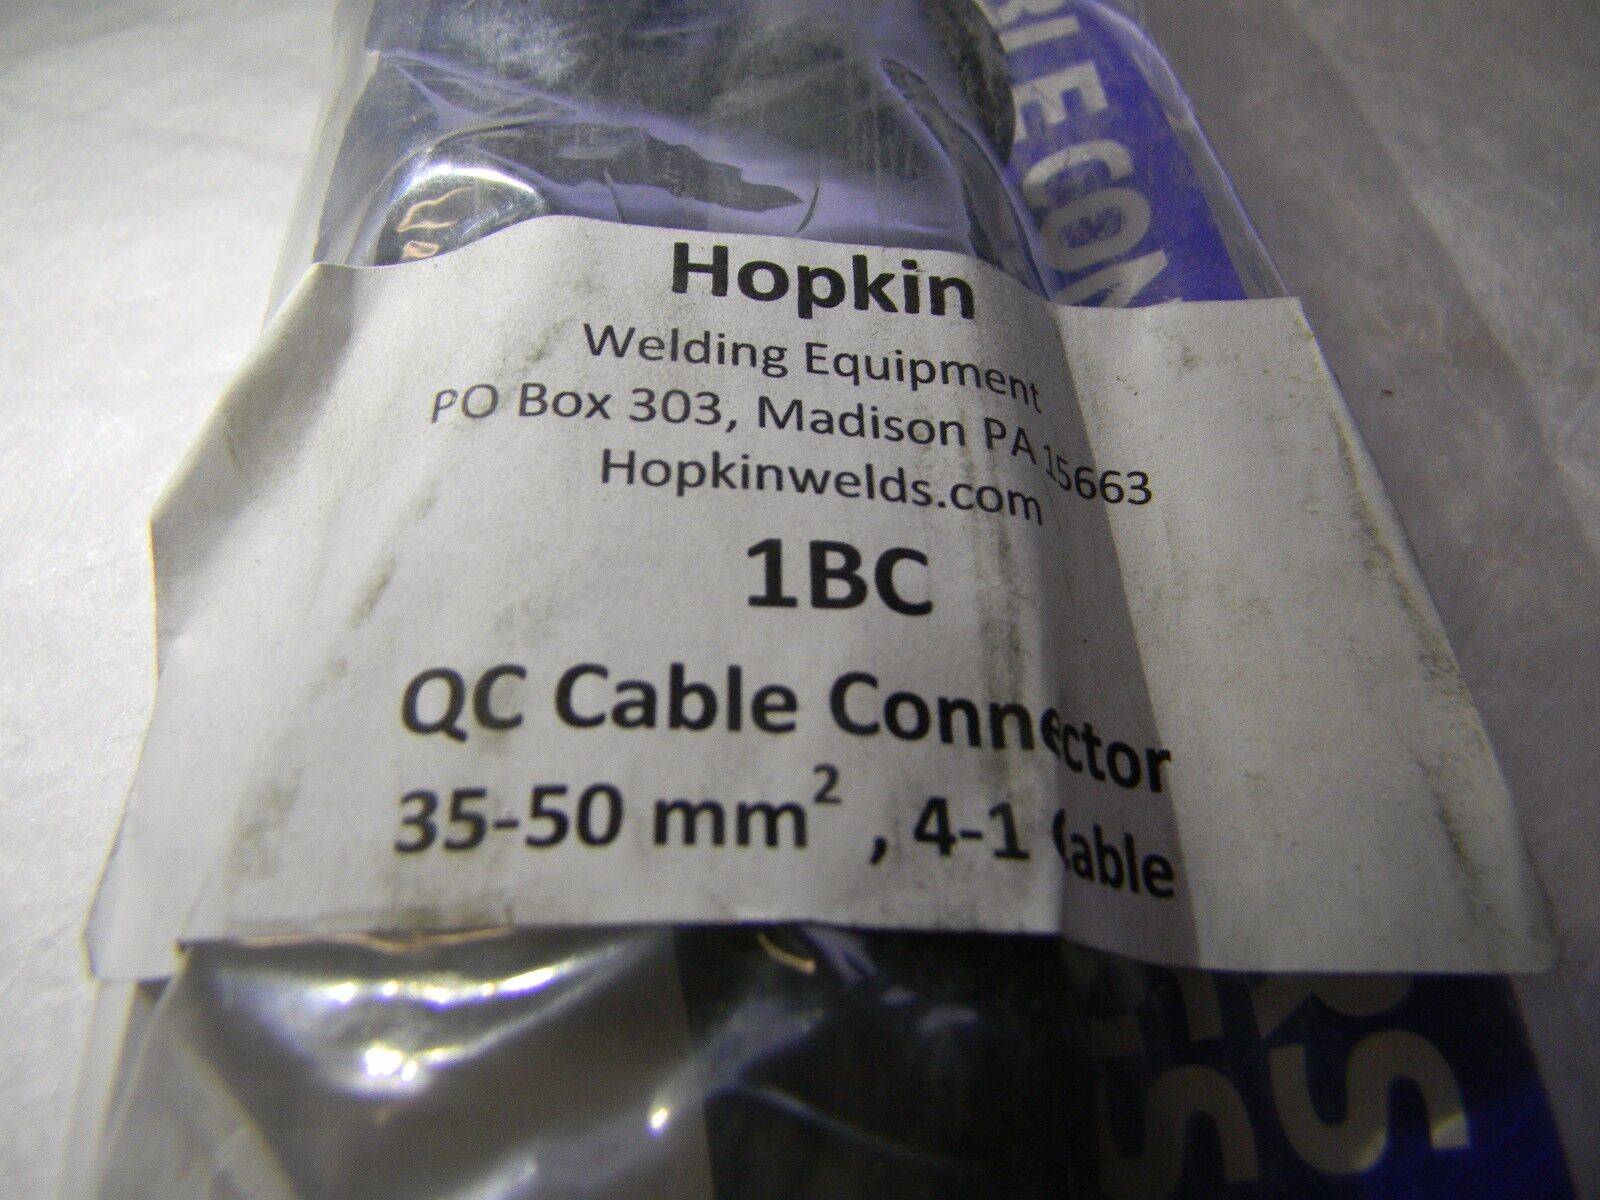 Hopkin
Welding Equipment
PO Box 303, Madison PA 15663
Hopkinwelds.com
1BC
QC Cable Connector
35-50 mm², 4-1 Cable